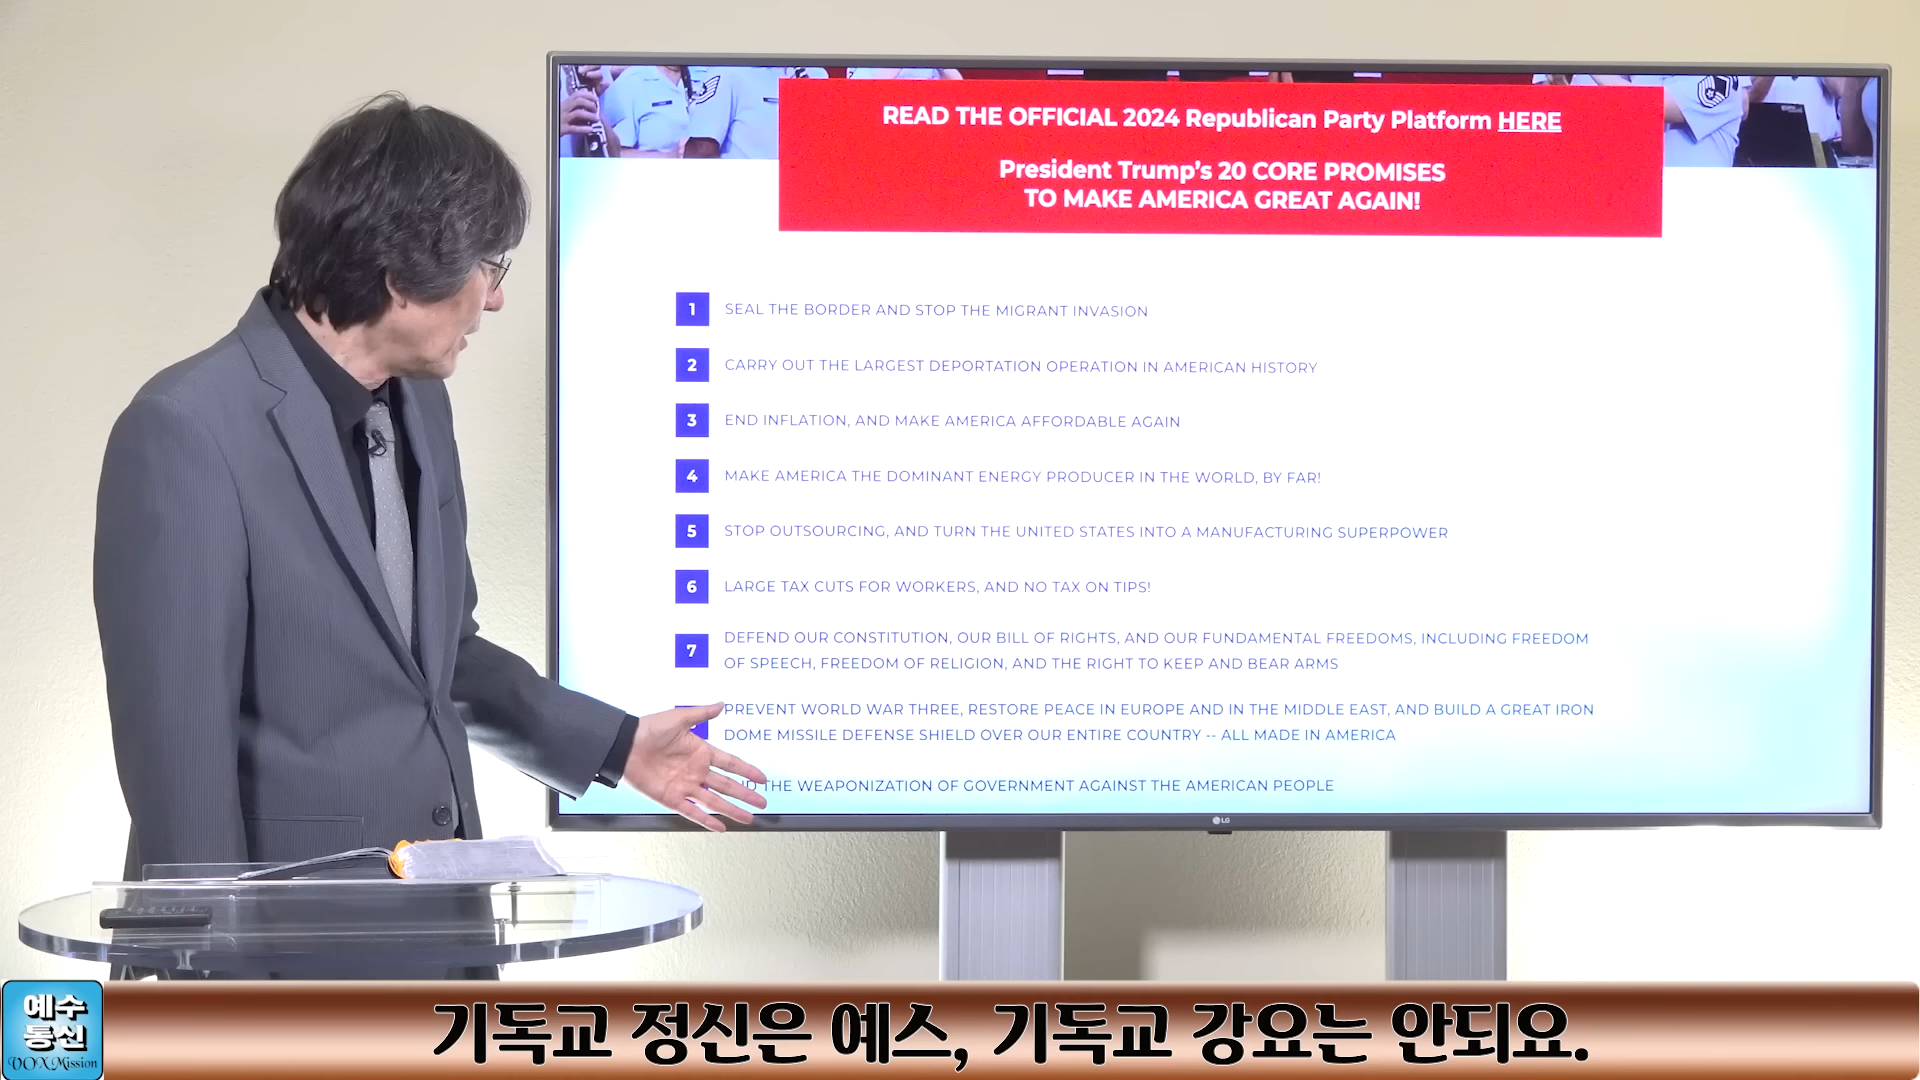 READ THE OFFICIAL 2024 Republican Party Platform HERE
President Trump's 20 CORE PROMISES
TO MAKE AMERICA GREAT AGAIN!
1 SEAL THE BORDER AND STOP THE MIGRANT INVASION
2 CARRY OUT THE LARGEST DEPORTATION OPERATION IN AMERICAN HISTORY
3 END INFLATION, AND MAKE AMERICA AFFORDABLE AGAIN
4 MAKE AMERICA THE DOMINANT ENERGY PRODUCER IN THE WORLD, BY FAR!
5 STOP OUTSOURCING, AND TURN THE UNITED STATES INTO A MANUFACTURING SUPERPOWER
6 LARGE TAX CUTS FOR WORKERS, AND NO TAX ON TIPS!
7 DEFEND OUR CONSTITUTION, OUR BILL OF RIGHTS, AND OUR FUNDAMENTAL FREEDOMS, INCLUDING FREEDOM
OF SPEECH, FREEDOM OF RELIGION, AND THE RIGHT TO KEEP AND BEAR ARMS
PREVENT WORLD WAR THREE, RESTORE PEACE IN EUROPE AND IN THE MIDDLE EAST, AND BUILD A GREAT IRON
DOME MISSILE DEFENSE SHIELD OVER OUR ENTIRE COUNTRY -- ALL MADE IN AMERICA
THE WEAPONIZATION OF GOVERNMENT AGAINST THE AMERICAN PEOPLE
LG
예수
통신
VOX Mission
기독교 정신은 예스, 기독교 강요는 안되요.